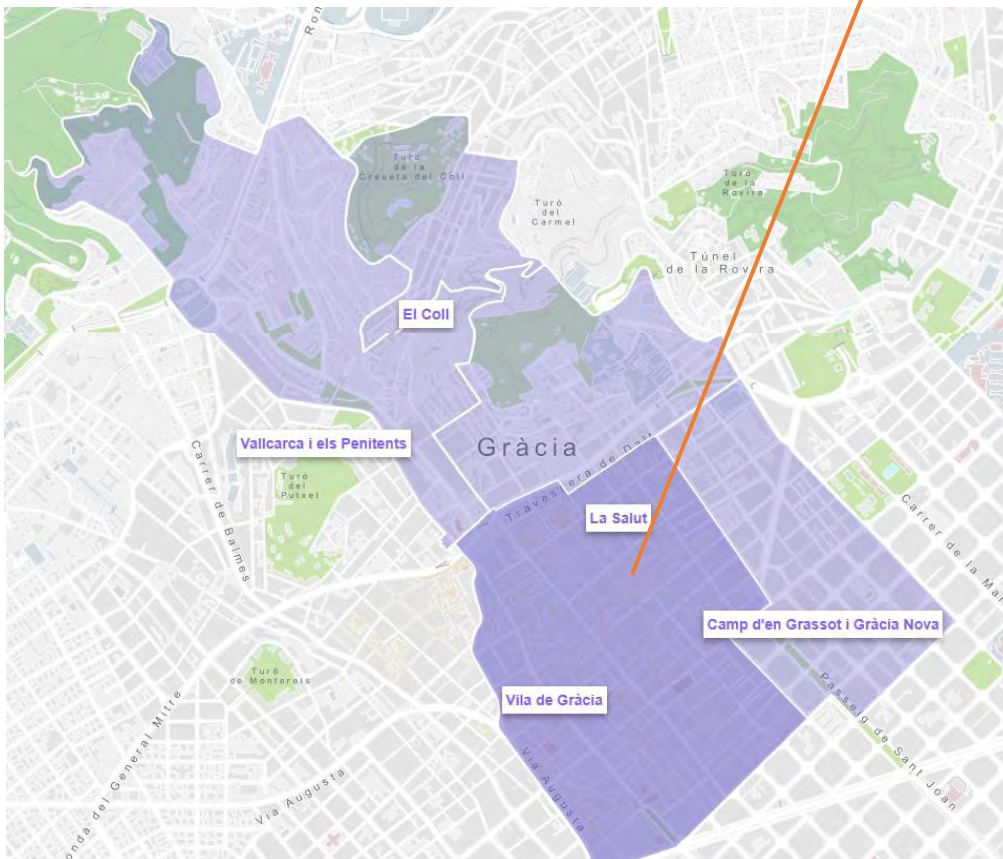 Ron
Turó
de la
Creueta del Coll
Turó
de la
Rovira
Turó
del
Carmel
Túnel
de la Rovira
El Coll
Vallcarca i els Penitents
Gràcia
Travessera de Dalt
Carrer de Balmes
Turó
del
Putxet
La Salut
Carrer de la Mar
Camp d'en Grassot i Gràcia Nova
Turó
de Monterols
Vila de Gràcia
Passeig de Sant Joan
Via Augusta
Via Augusta
onda del General Mitre